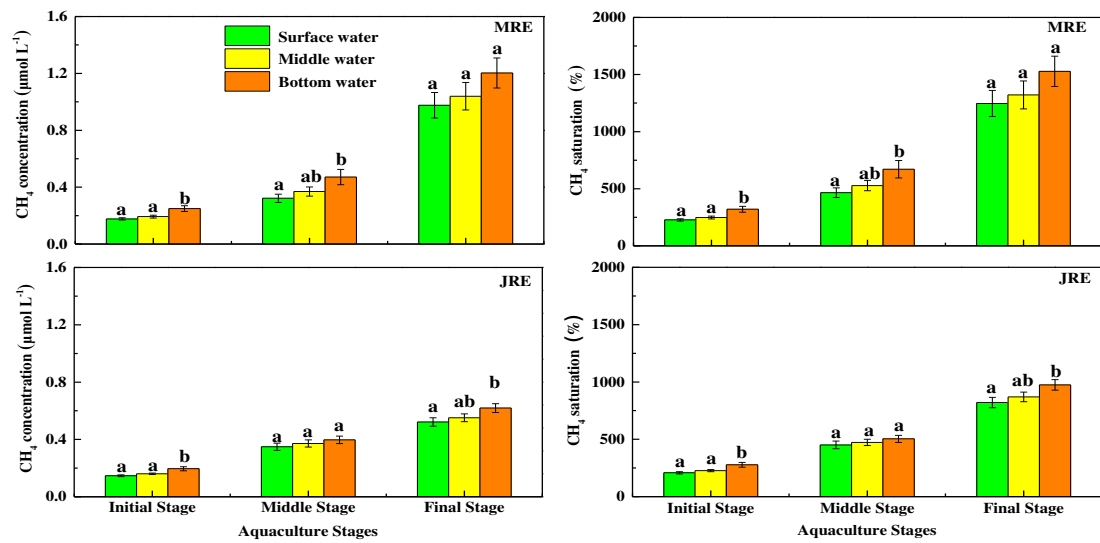 MRE
Surface water
Middle water
Bottom water
CH₄ concentration (μmol L⁻¹)
1.6
1.2
0.8
0.4
0.0
a a b
a ab b
a a a
MRE
CH₄ saturation (%)
2000
1500
1000
500
0
a a b
a ab b
a a a
JRE
CH₄ concentration (μmol L⁻¹)
1.6
1.2
0.8
0.4
0.0
a a b
a a a
a ab b
Initial Stage Middle Stage Final Stage
Aquaculture Stages
JRE
CH₄ saturation (%)
2000
1500
1000
500
0
a a b
a a a
a ab b
Initial Stage Middle Stage Final Stage
Aquaculture Stages